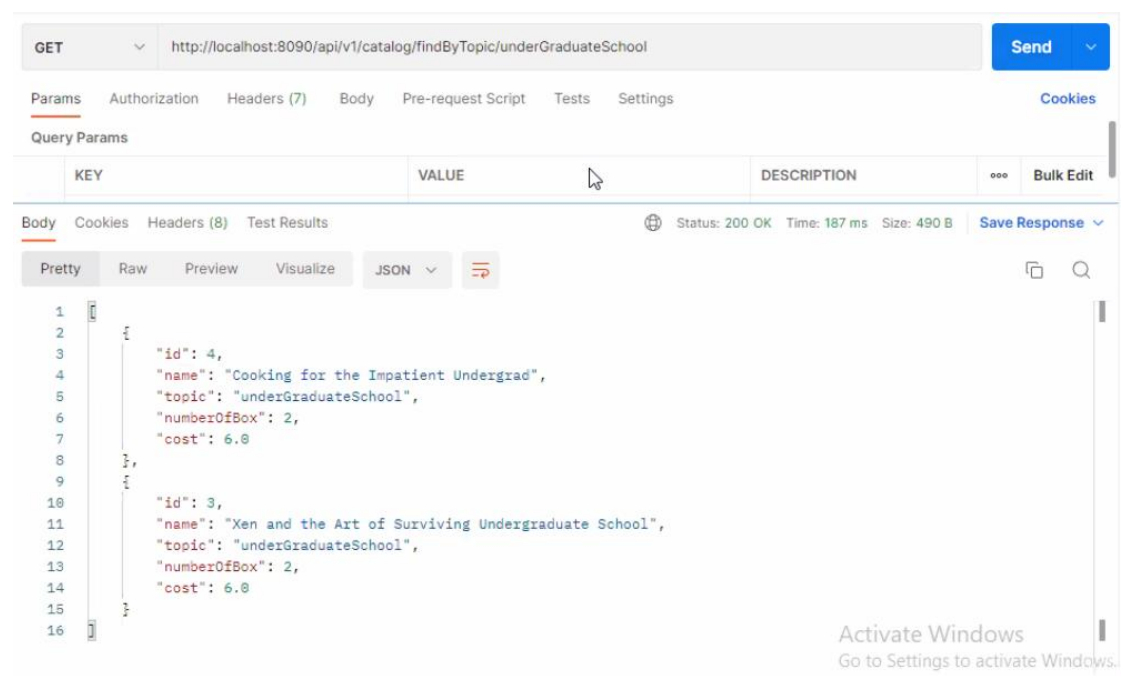 GET http://localhost:8090/api/v1/catalog/findByTopic/underGraduateSchool Send
Params Authorization Headers (7) Body Pre-request Script Tests Settings Cookies
Query Params
KEY VALUE DESCRIPTION ooo Bulk Edit
Body Cookies Headers (8) Test Results Status: 200 OK Time: 187 ms Size: 490 B Save Response
Pretty Raw Preview Visualize JSON
1 [
2 {
3 "id": 4,
4 "name": "Cooking for the Impatient Undergrad",
5 "topic": "underGraduateSchool",
6 "numberOfBox": 2,
7 "cost": 6.0
8 },
9 {
10 "id": 3,
11 "name": "Xen and the Art of Surviving Undergraduate School",
12 "topic": "underGraduateSchool",
13 "numberOfBox": 2,
14 "cost": 6.0
15 }
16 ]
Activate Windows
Go to Settings to activate Windows.